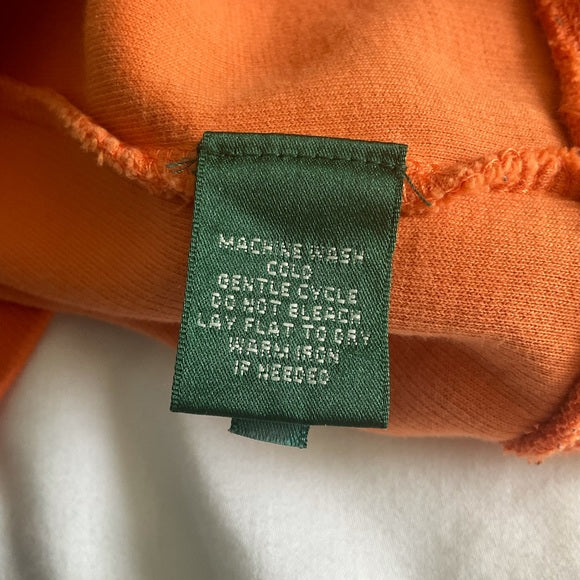 MACHINE WASH
COLD
GENTLE CYCLE
DO NOT BLEACH
LAY FLAT TO DRY
WARM IRON
IF NEEDED